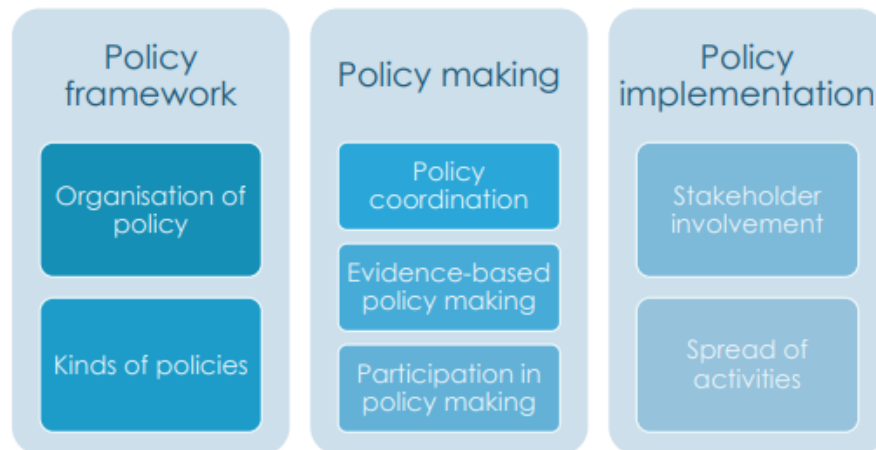 Policy
framework
Organisation of
policy
Kinds of policies
Policy making
Policy
coordination
Evidence-based
policy making
Participation in
policy making
Policy
implementation
Stakeholder
involvement
Spread of
activities